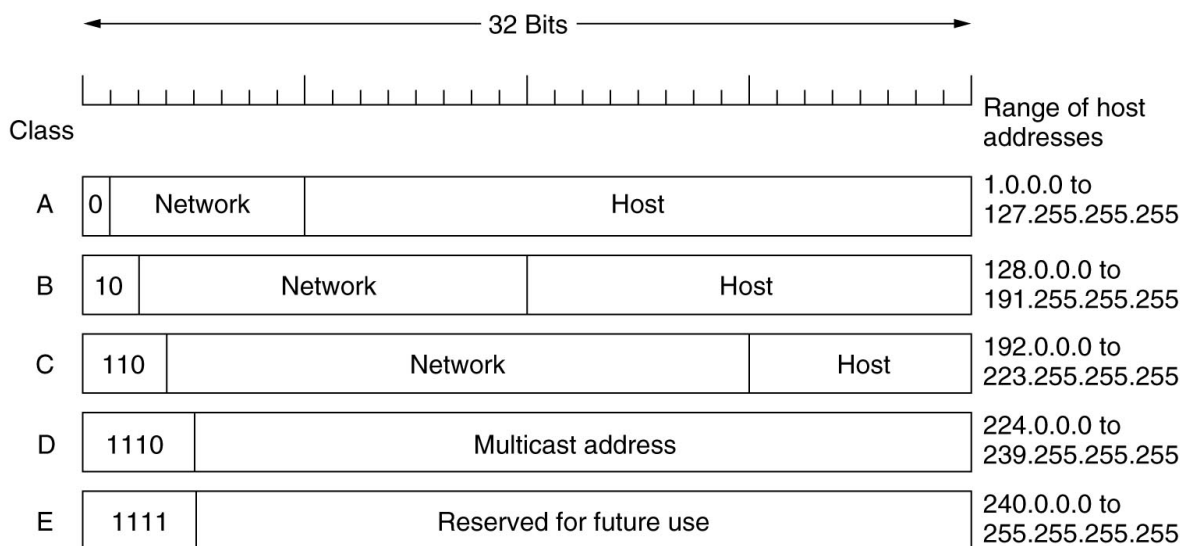 32 Bits
Class
Range of host
addresses
A
0
Network
Host
1.0.0.0 to
127.255.255.255
B
10
Network
Host
128.0.0.0 to
191.255.255.255
C
110
Network
Host
192.0.0.0 to
223.255.255.255
D
1110
Multicast address
224.0.0.0 to
239.255.255.255
E
1111
Reserved for future use
240.0.0.0 to
255.255.255.255